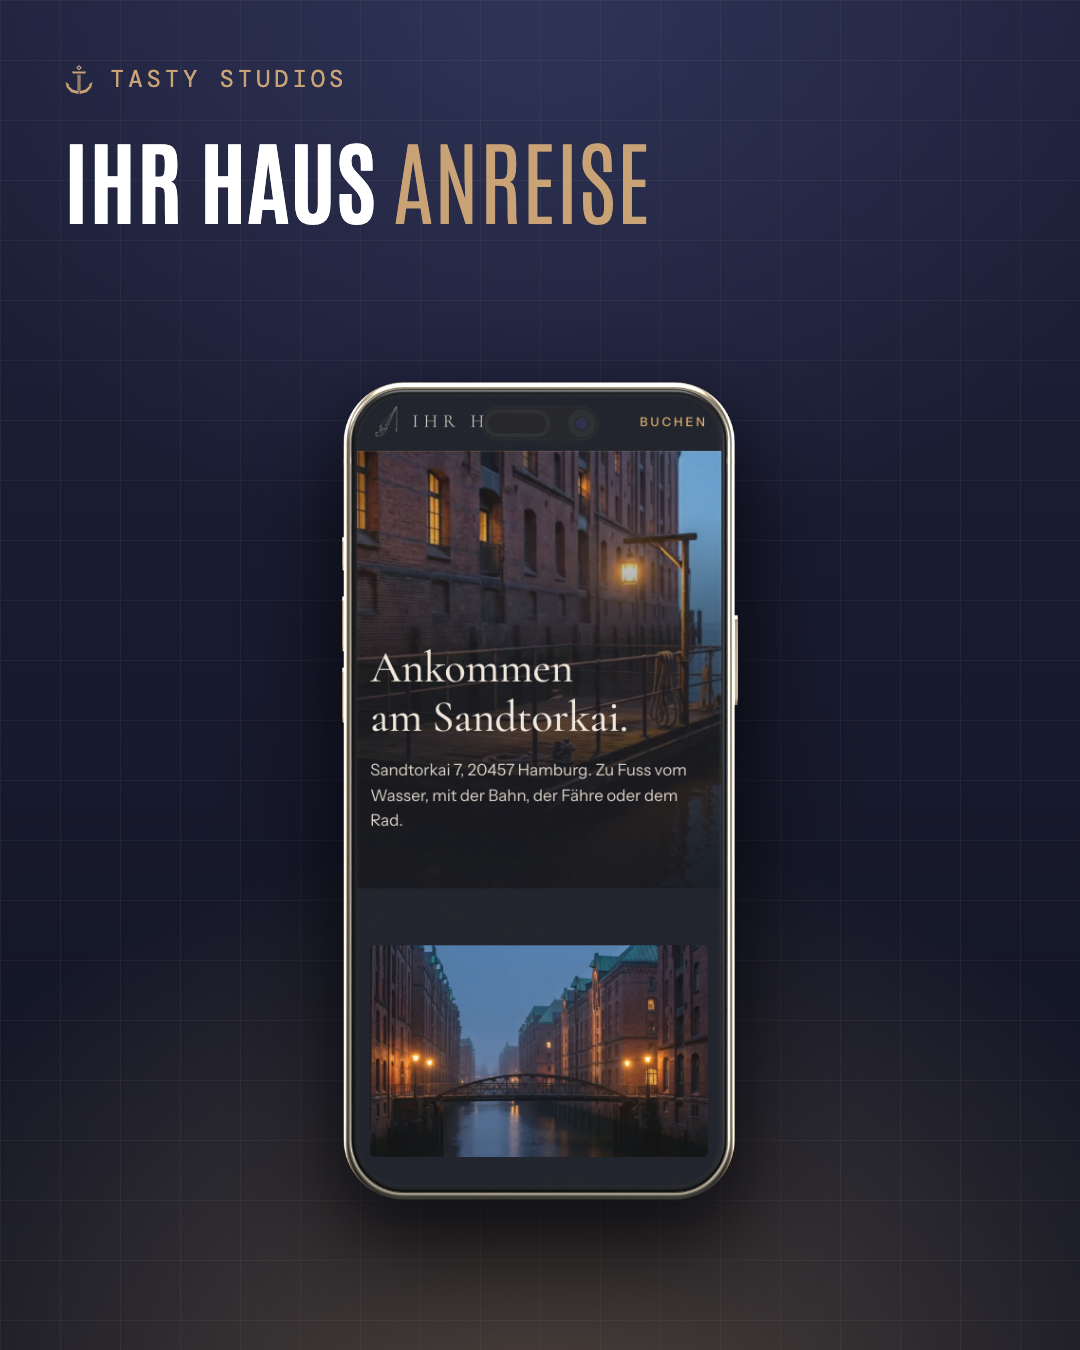 TASTY STUDIOS
IHR HAUS ANREISE
IHR H
BUCHEN
Ankommen
am Sandtorkai.
Sandtorkai 7, 20457 Hamburg. Zu Fuss vom
Wasser, mit der Bahn, der Fähre oder dem
Rad.